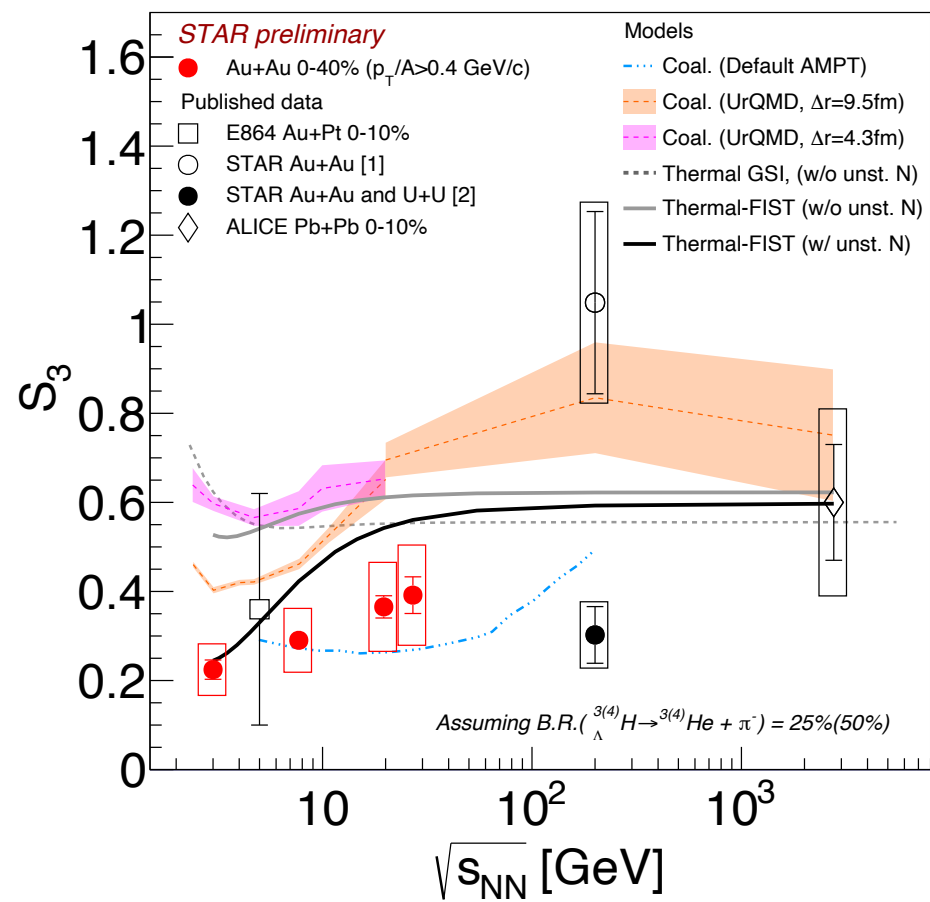 STAR preliminary
Au+Au 0-40% (p_T/A>0.4 GeV/c)
Published data
E864 Au+Pt 0-10%
STAR Au+Au [1]
STAR Au+Au and U+U [2]
ALICE Pb+Pb 0-10%
Models
Coal. (Default AMPT)
Coal. (UrQMD, Δr=9.5fm)
Coal. (UrQMD, Δr=4.3fm)
Thermal GSI, (w/o unst. N)
Thermal-FIST (w/o unst. N)
Thermal-FIST (w/ unst. N)
1.6
1.4
1.2
1
0.8
0.6
0.4
0.2
0
S_3
Assuming B.R.(^{3(4)}_Λ H→^{3(4)}He + π^-) = 25%(50%)
10
10^2
10^3
√s_NN [GeV]